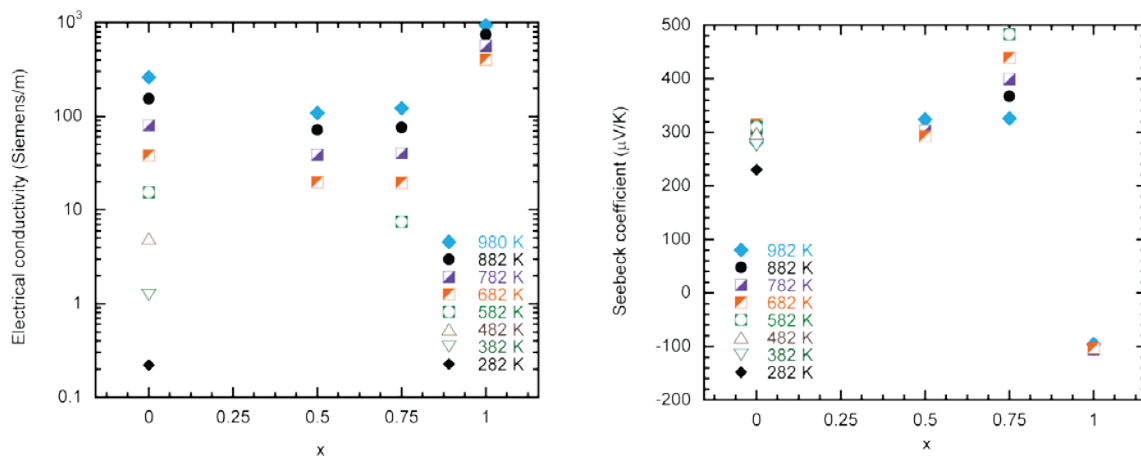 Electrical conductivity (Siemens/m)
10³
100
10
1
0.1
0 0.25 0.5 0.75 1
x
980 K
882 K
782 K
682 K
582 K
482 K
382 K
282 K
Seebeck coefficient (μV/K)
500
400
300
200
100
0
-100
-200
0 0.25 0.5 0.75 1
x
982 K
882 K
782 K
682 K
582 K
482 K
382 K
282 K